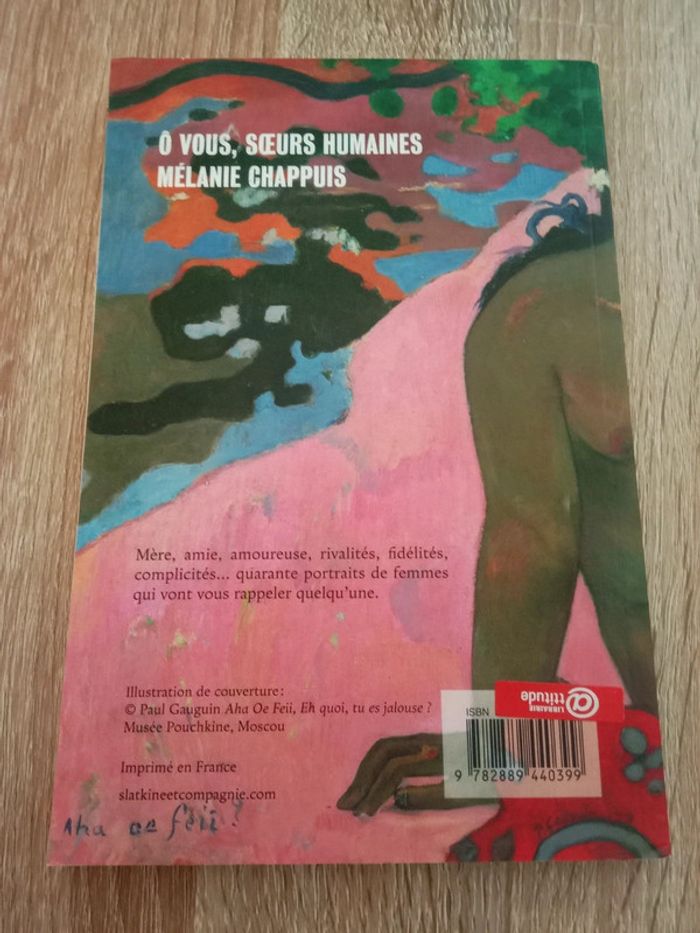 Ô VOUS, SŒURS HUMAINES
MÉLANIE CHAPPUIS
Mère, amie, amoureuse, rivalités, fidélités,
complicités... quarante portraits de femmes
qui vont vous rappeler quelqu'une.
Illustration de couverture :
© Paul Gauguin Aha Oe Feii, Eh quoi, tu es jalouse ?
Musée Pouchkine, Moscou
Imprimé en France
slatkineetcompagnie.com
Aha oe feii ?
ISBN
LIBRAIRIE
@ttitude
9 782889 440399